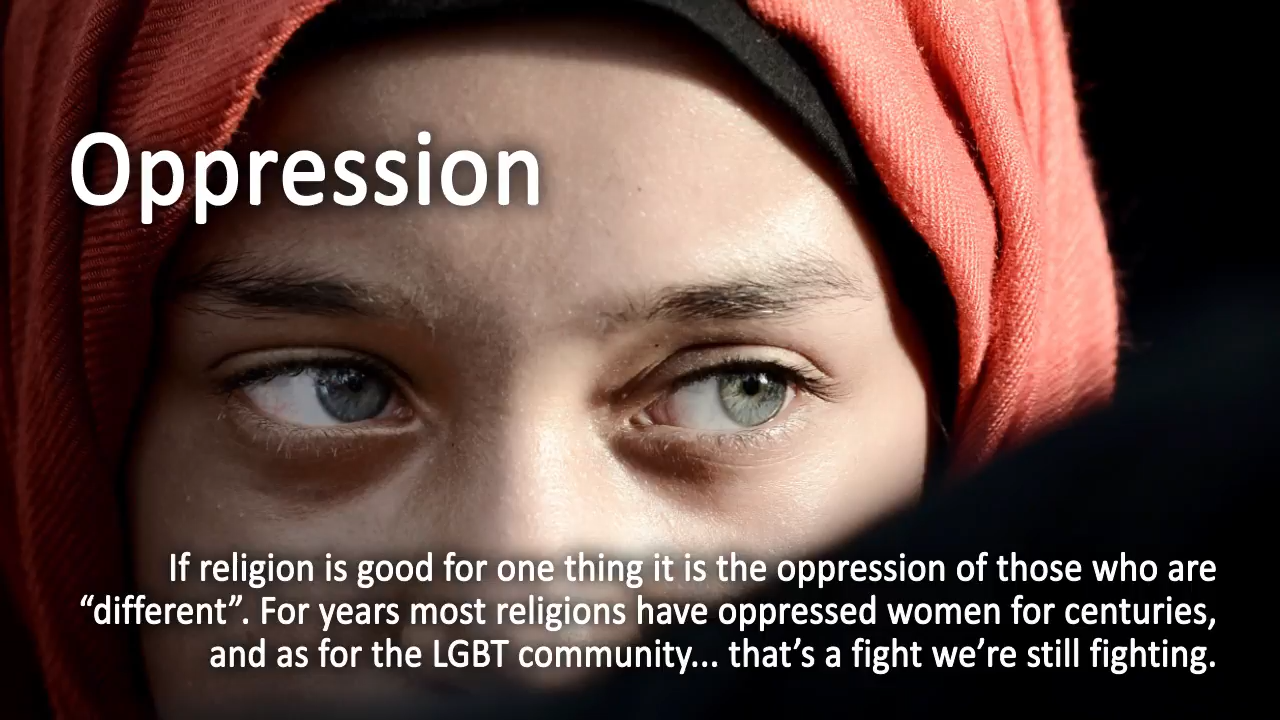 Oppression
If religion is good for one thing it is the oppression of those who are
“different”. For years most religions have oppressed women for centuries,
and as for the LGBT community... that’s a fight we’re still fighting.